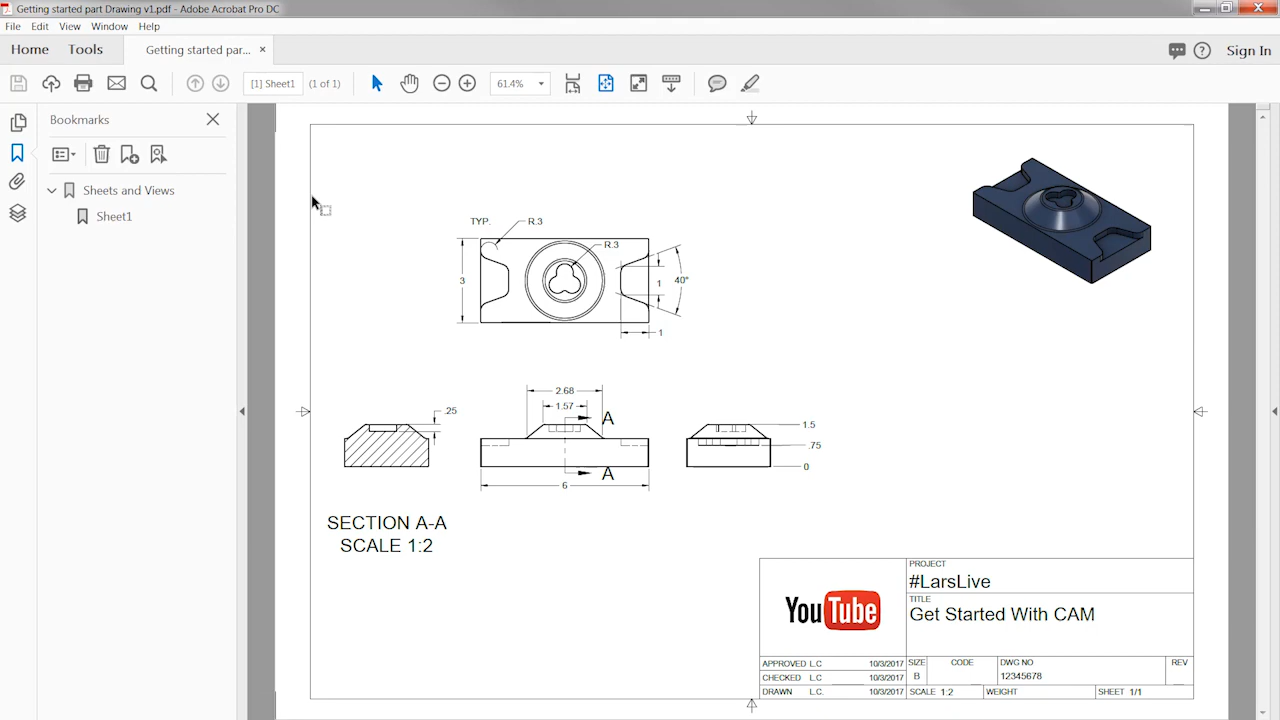 Getting started part Drawing v1.pdf - Adobe Acrobat Pro DC
File Edit View Window Help
Home Tools Getting started par... ×
Sign In
[1] Sheet1 (1 of 1) 61.4%
Bookmarks
Sheets and Views
Sheet1
TYP. R.3
R.3
3
1
40°
1
2.68
1.57
.25
A
A
6
1.5
.75
0
SECTION A-A
SCALE 1:2
YouTube
PROJECT
#LarsLive
TITLE
Get Started With CAM
APPROVED L.C 10/3/2017
CHECKED L.C 10/3/2017
DRAWN L.C. 10/3/2017
SIZE CODE DWG NO REV
B 12345678
SCALE 1:2 WEIGHT SHEET 1/1